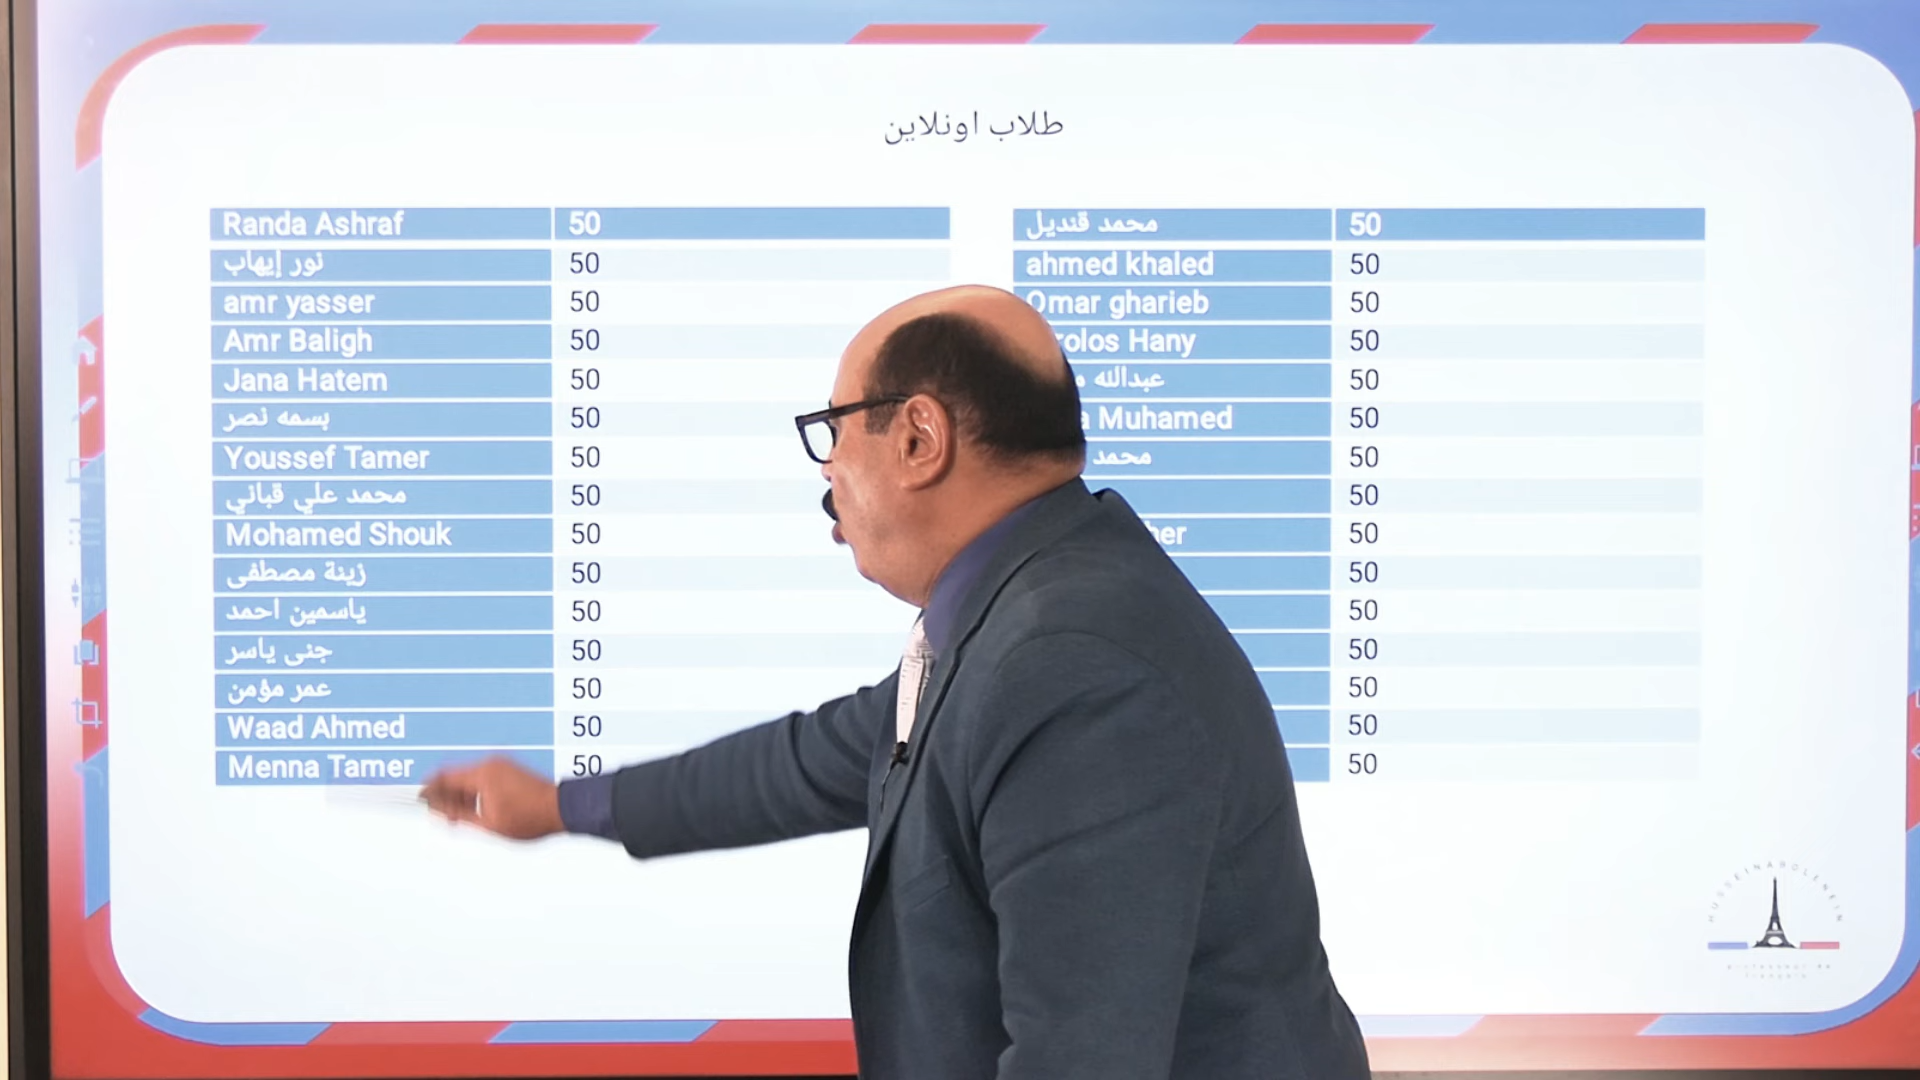 طلاب اونلاين
Randa Ashraf 50
نور إيهاب 50
amr yasser 50
Amr Baligh 50
Jana Hatem 50
بسمه نصر 50
Youssef Tamer 50
محمد علي قباني 50
Mohamed Shouk 50
زينة مصطفى 50
ياسمين احمد 50
جنى ياسر 50
عمر مؤمن 50
Waad Ahmed 50
Menna Tamer 50
محمد قنديل 50
ahmed khaled 50
Omar gharieb 50
Hany 50
عبدالله 50
Muhamed 50
محمد 50
50
50
50
50
50
50
50
50
HUSSEINABOLENEIN